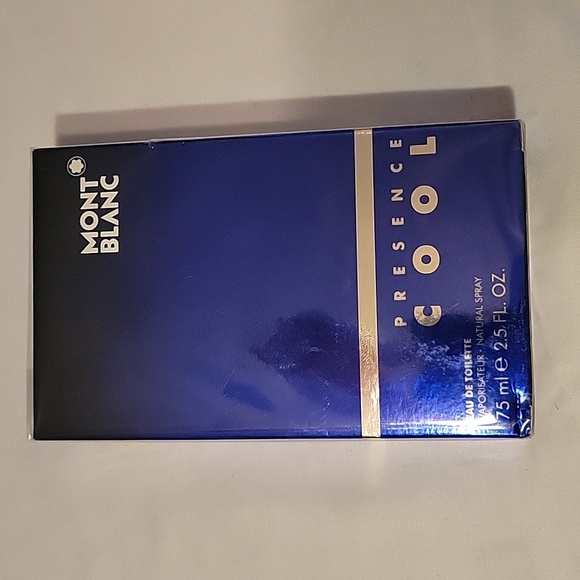 MONT
BLANC
PRESENCE
COOL
EAU DE TOILETTE
VAPORISATEUR · NATURAL SPRAY
75 ml e 2.5 FL. OZ.